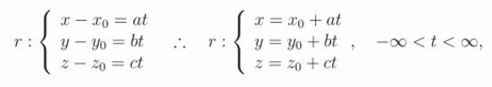 r : { x − x₀ = at
y − y₀ = bt
z − z₀ = ct
∴ r : { x = x₀ + at
y = y₀ + bt
z = z₀ + ct
, −∞ < t < ∞,